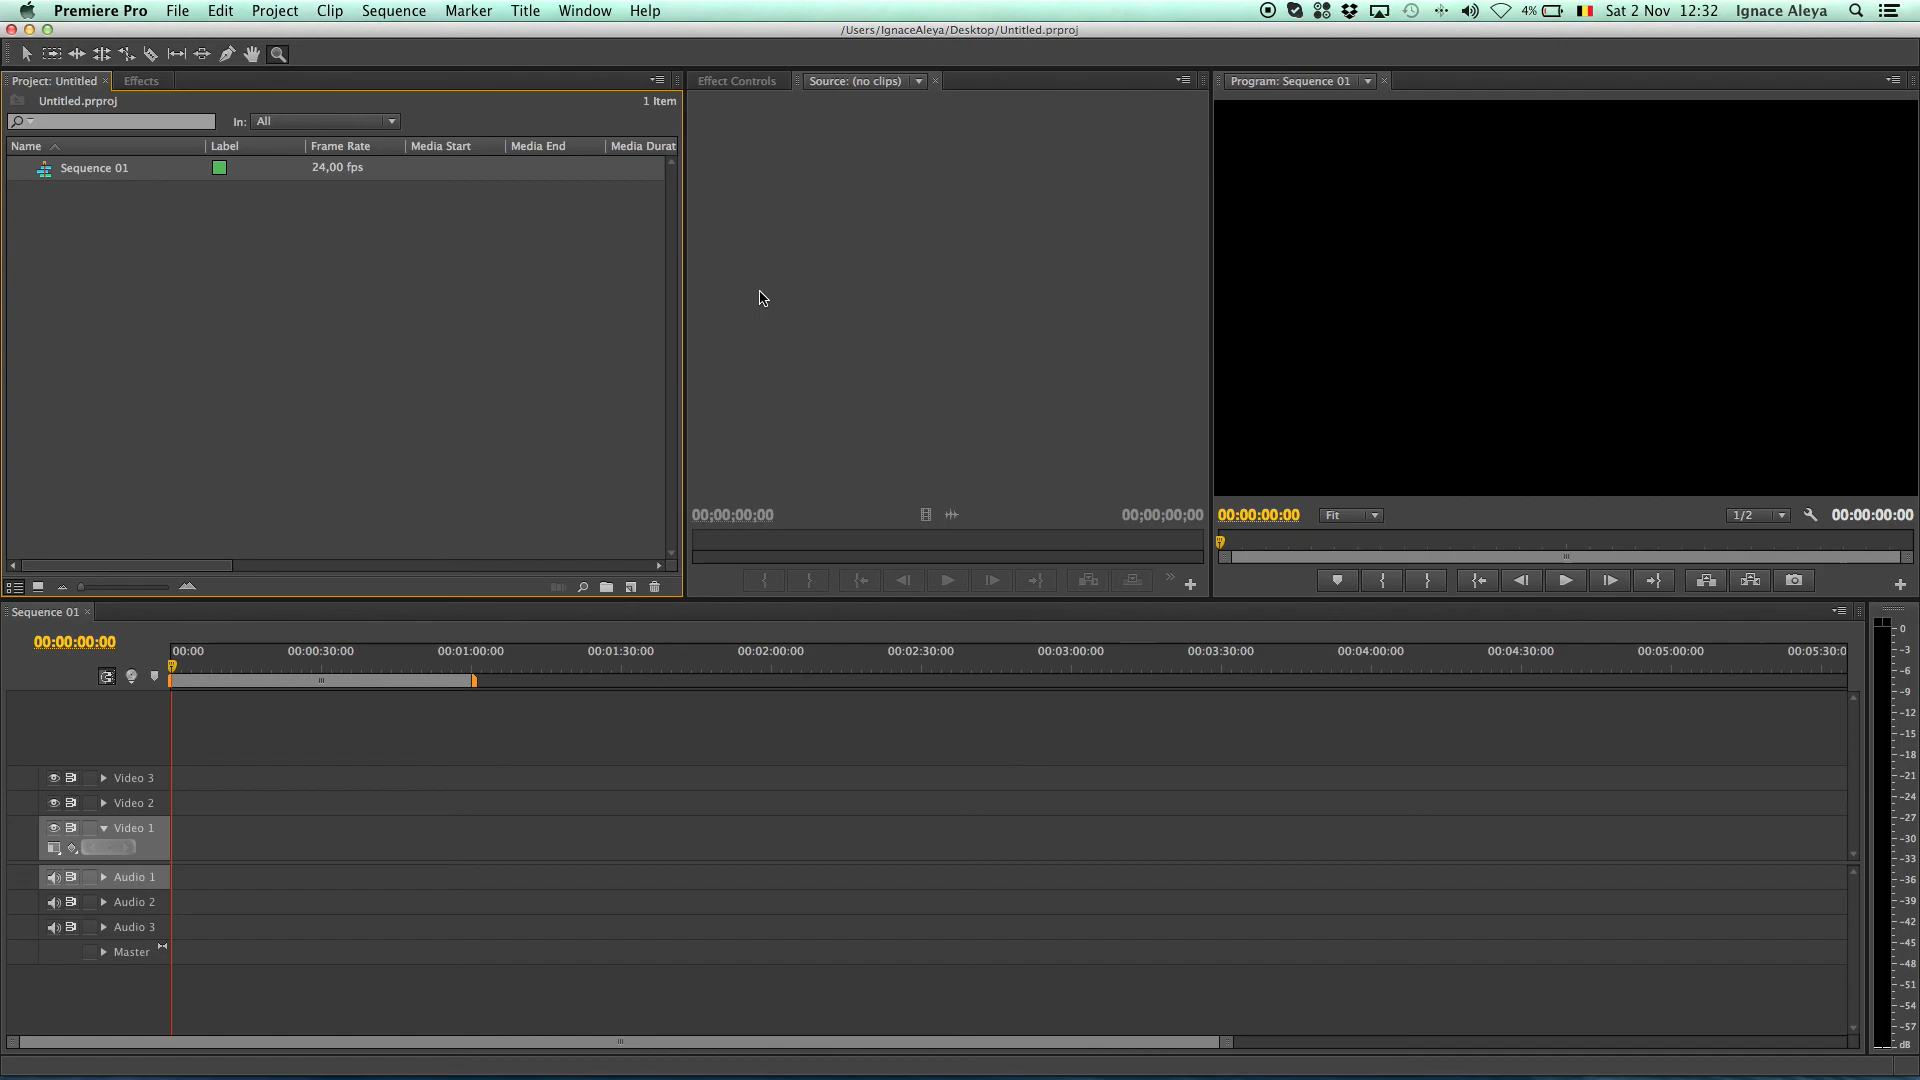 Premiere Pro File Edit Project Clip Sequence Marker Title Window Help 4% Sat 2 Nov 12:32 Ignace Aleya
/Users/IgnaceAleya/Desktop/Untitled.prproj
Project: Untitled Effects Effect Controls Source: (no clips) Program: Sequence 01
Untitled.prproj 1 Item
In: All
Name Label Frame Rate Media Start Media End Media Durat
Sequence 01 24,00 fps
00;00;00;00 00;00;00;00 00:00:00:00 Fit 1/2 00:00:00:00
Sequence 01
00:00:00:00
00:00 00:00:30:00 00:01:00:00 00:01:30:00 00:02:00:00 00:02:30:00 00:03:00:00 00:03:30:00 00:04:00:00 00:04:30:00 00:05:00:00 00:05:30:0
Video 3
Video 2
Video 1
Audio 1
Audio 2
Audio 3
Master
0
-3
-6
-9
-12
-15
-18
-21
-24
-27
-30
-33
-36
-39
-42
-45
-48
-51
-54
-57
dB